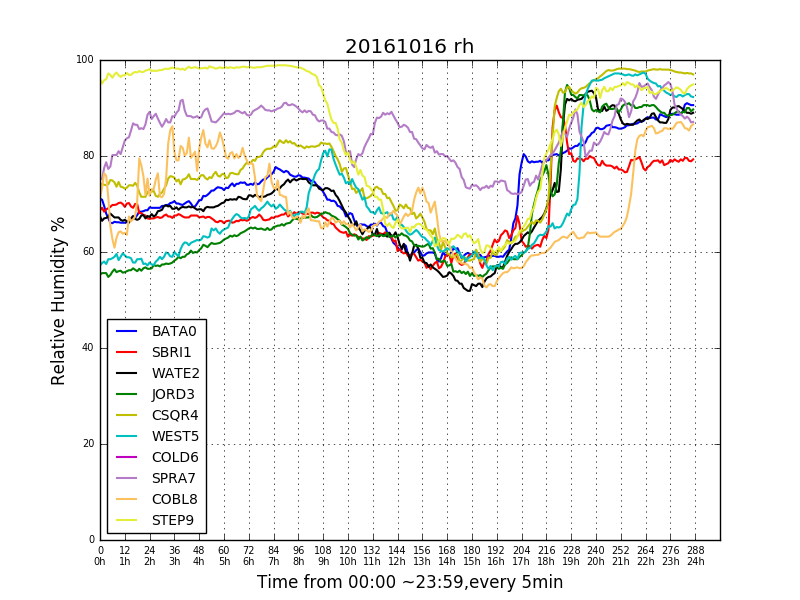 20161016 rh
Relative Humidity %
100
80
60
40
20
0
BATA0
SBRI1
WATE2
JORD3
CSQR4
WEST5
COLD6
SPRA7
COBL8
STEP9
0 12 24 36 48 60 72 84 96 108 120 132 144 156 168 180 192 204 216 228 240 252 264 276 288
0h 1h 2h 3h 4h 5h 6h 7h 8h 9h 10h 11h 12h 13h 14h 15h 16h 17h 18h 19h 20h 21h 22h 23h 24h
Time from 00:00 ~23:59,every 5min